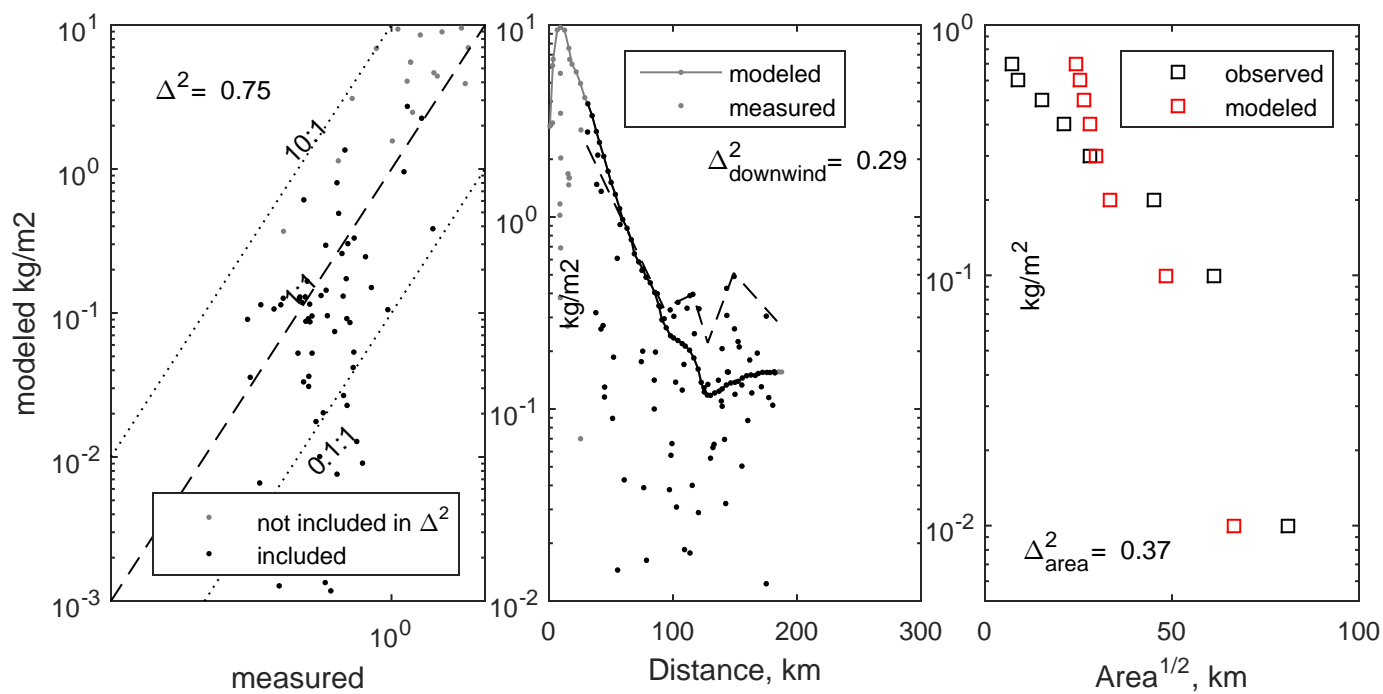 10^1
10^0
10^-1
10^-2
10^-3
modeled kg/m2
Δ^2= 0.75
10:1
1:1
0.1:1
not included in Δ^2
included
10^0
measured
10^1
10^0
10^-1
10^-2
kg/m2
modeled
measured
Δ^2_downwind= 0.29
0 100 200 300
Distance, km
10^0
10^-1
10^-2
kg/m^2
observed
modeled
Δ^2_area= 0.37
0 50 100
Area^1/2, km